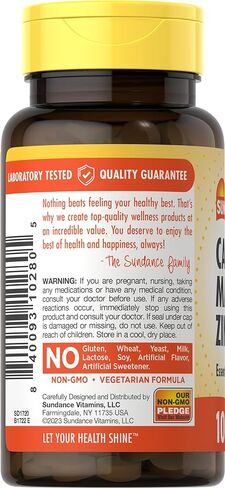 LABORATORY TESTED QUALITY GUARANTEE
Nothing beats feeling your healthy best. That's
why we create top-quality wellness products at
an incredible value. You deserve to enjoy the
best of health and happiness, always!
- The Sundance family
WARNING: If you are pregnant, nursing, taking
any medications or have any medical condition,
consult your doctor before use. If any adverse
reactions occur, immediately stop using this
product and consult your doctor. If seal under cap
is damaged or missing, do not use. Keep out of
reach of children. Store in a cool, dry place.
NO Gluten, Wheat, Yeast, Milk,
Lactose, Soy, Artificial Flavor,
Artificial Sweetener.
NON-GMO • VEGETARIAN FORMULA
Carefully Designed and Distributed by
Sundance Vitamins, LLC
Farmingdale, NY 11735 USA
©2023 Sundance Vitamins, LLC
OUR
NON-GMO
PLEDGE
LET YOUR HEALTH SHINE™
8 40093 11028 5
SD1720
B1722 E
SUN
CA
M
ZI
Essen
10